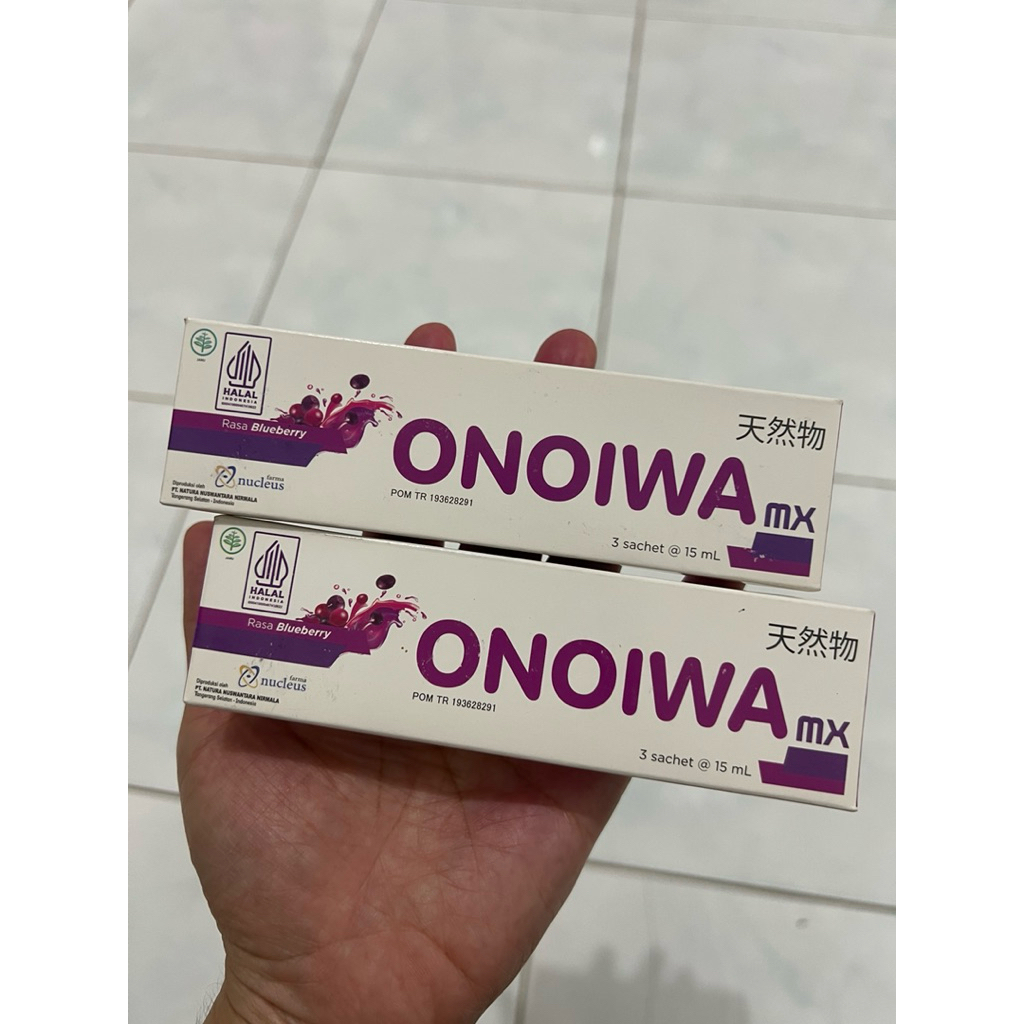 JAMU
HALAL
INDONESIA
Rasa Blueberry
天然物
ONOIWA
MX
POM TR 193628291
farma
nucleus
Diproduksi oleh
PT. NATURA NUSWANTARA NIRMALA
Tangerang Selatan - Indonesia
3 sachet @ 15 mL
JAMU
HALAL
INDONESIA
Rasa Blueberry
天然物
ONOIWA
MX
POM TR 193628291
farma
nucleus
Diproduksi oleh
PT. NATURA NUSWANTARA NIRMALA
Tangerang Selatan - Indonesia
3 sachet @ 15 mL